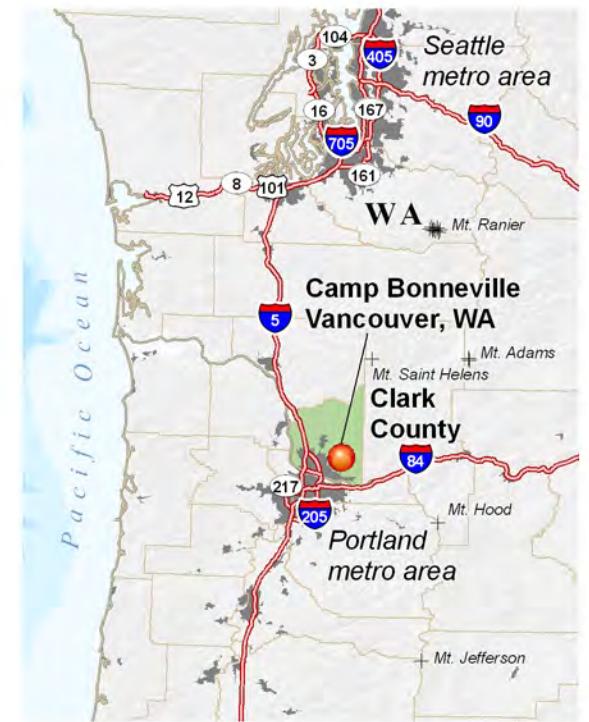 104
3
405
Seattle
metro area
16
167
90
705
161
12
8
101
WA
Mt. Ranier
Pacific Ocean
Camp Bonneville
Vancouver, WA
5
Mt. Adams
Mt. Saint Helens
Clark
County
84
217
205
Mt. Hood
Portland
metro area
Mt. Jefferson